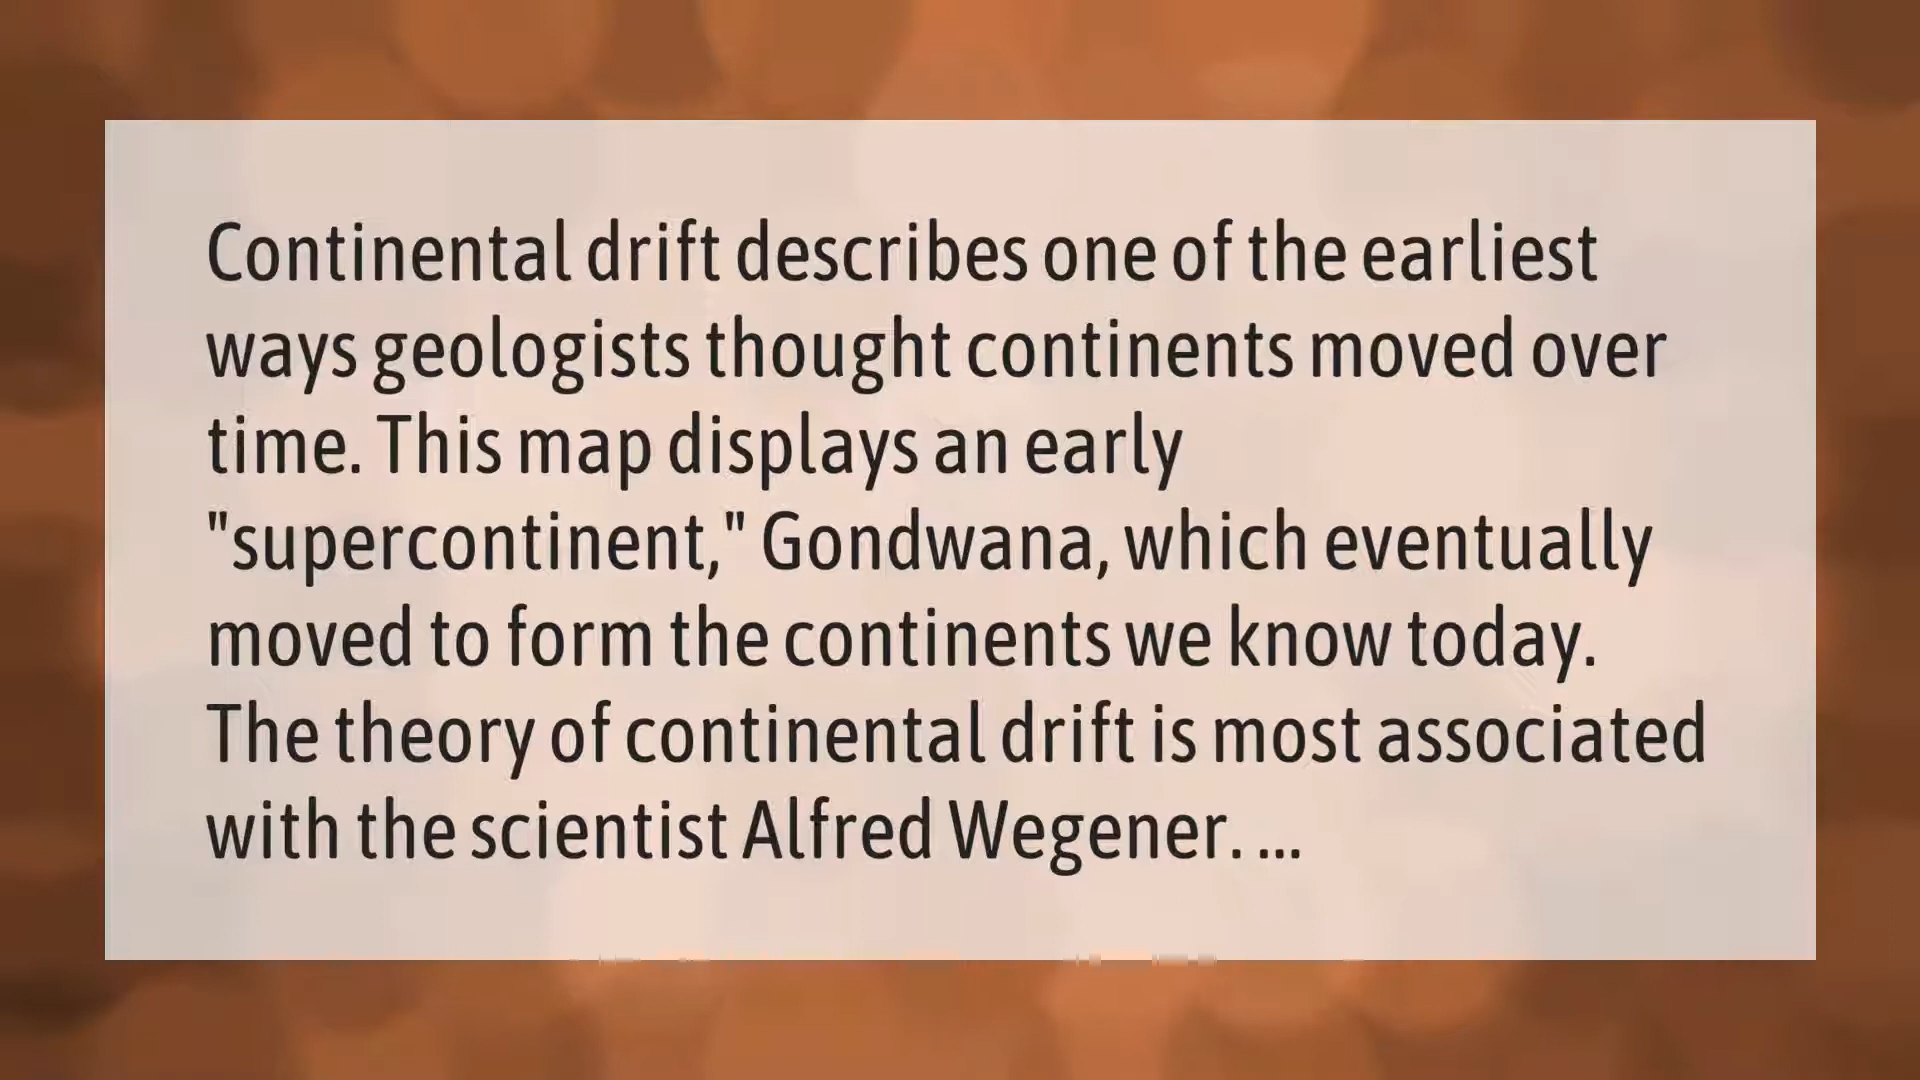 Continental drift describes one of the earliest
ways geologists thought continents moved over
time. This map displays an early
"supercontinent," Gondwana, which eventually
moved to form the continents we know today.
The theory of continental drift is most associated
with the scientist Alfred Wegener. ...